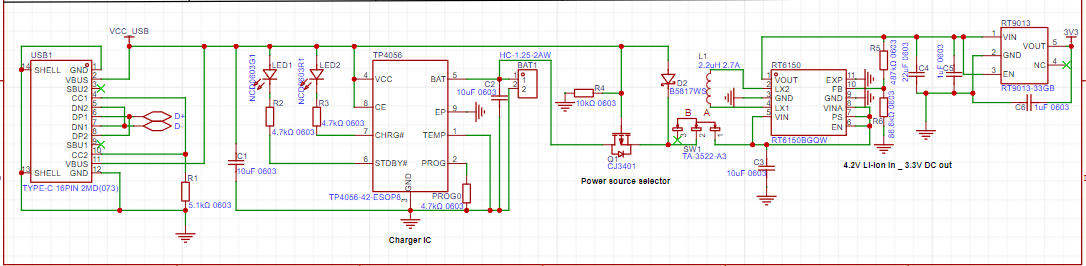 VCC_USB
USB1
SHELL
GND
VBUS
SBU2
CC1
DN2
DP1
DN1
DP2
SBU1
CC2
VBUS
GND
SHELL
14
13
D+
D-
TYPE-C 16PIN 2MD(073)
R1
5.1kΩ 0603
C1
10uF 0603
LED1
NCD0603G1
LED2
NCD0603R1
R2
4.7kΩ 0603
R3
4.7kΩ 0603
TP4056
4 VCC
8 CE
7 CHRG#
6 STDBY#
BAT 5
EP 9
TEMP 1
PROG 2
GND
3
TP4056-42-ESOP8
PROG0
4.7kΩ 0603
Charger IC
HC-1.25-2AW
C2
10uF 0603
BAT1
1
2
R4
10kΩ 0603
Q1
CJ3401
Power source selector
D2
B5817WS
B A
3 2 1
SW1
TA-3522-A3
L1
2.2uH 2.7A
RT6150
1 VOUT
2 LX2
3 GND
4 LX1
5 VIN
EXP 11
FB 10
GND 9
VINA 8
PS 7
EN 6
RT6150BGQW
C3
10uF 0603
4.2V Li-Ion in _ 3.3V DC out
R5
487kΩ 0603
R6
86.6kΩ 0603
C4
22uF 0603
C5
1uF 0603
RT9013
1 VIN
2 GND
3 EN
VOUT 5
NC 4
RT9013-33GB
3V3
C6
1uF 0603